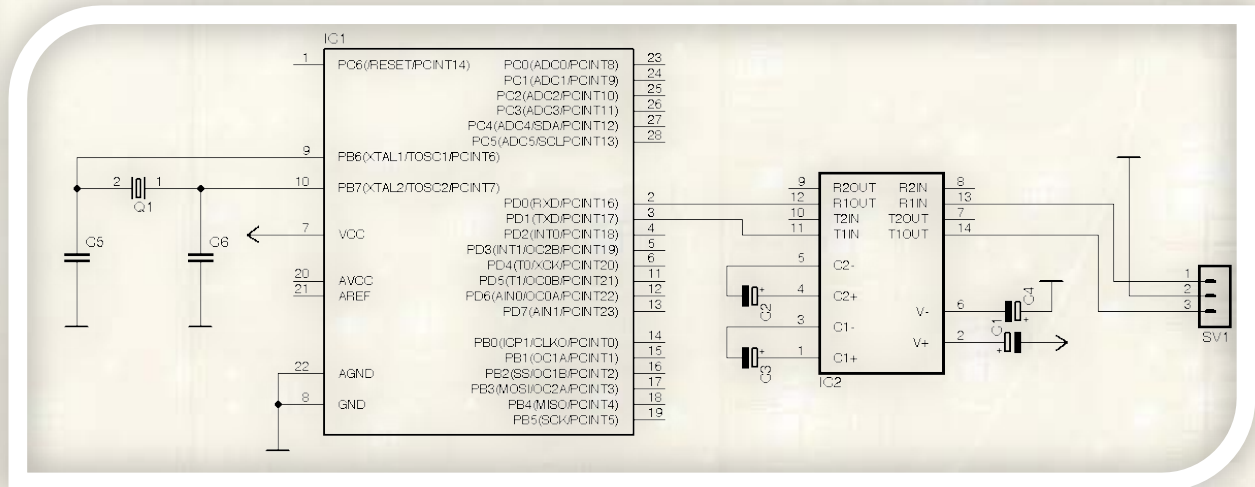 IC1
1 PC6(/RESET/PCINT14)
9 PB6(XTAL1/TOSC1/PCINT6)
10 PB7(XTAL2/TOSC2/PCINT7)
7 VCC
20 AVCC
21 AREF
22 AGND
8 GND
PC0(ADC0/PCINT8) 23
PC1(ADC1/PCINT9) 24
PC2(ADC2/PCINT10) 25
PC3(ADC3/PCINT11) 26
PC4(ADC4/SDA/PCINT12) 27
PC5(ADC5/SCLPCINT13) 28
PD0(RXD/PCINT16) 2
PD1(TXD/PCINT17) 3
PD2(INT0/PCINT18) 4
PD3(INT1/OC2B/PCINT19) 5
PD4(T0/XCK/PCINT20) 6
PD5(T1/OC0B/PCINT21) 11
PD6(AIN0/OC0A/PCINT22) 12
PD7(AIN1/PCINT23) 13
PB0(ICP1/CLKO/PCINT0) 14
PB1(OC1A/PCINT1) 15
PB2(SS/OC1B/PCINT2) 16
PB3(MOSI/OC2A/PCINT3) 17
PB4(MISO/PCINT4) 18
PB5(SCK/PCINT5) 19
2 1
Q1
C5
C6
9 R2OUT R2IN 8
12 R1OUT R1IN 13
10 T2IN T2OUT 7
11 T1IN T1OUT 14
5 C2-
4 C2+
3 C1-
1 C1+
V- 6
V+ 2
IC2
C2 +
C3 +
C4 +
C1 +
1
2
3
SV1